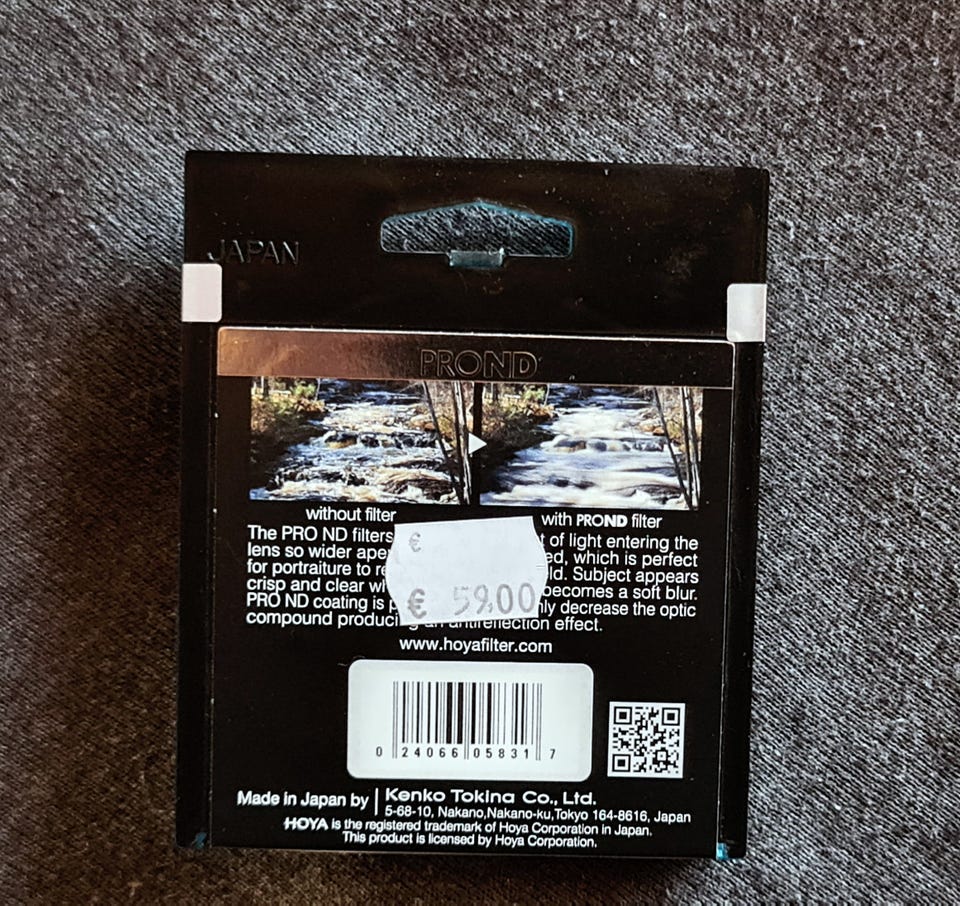 JAPAN
PROND
without filter
with PROND filter
The PRO ND filters
t of light entering the
lens so wider ape
ed, which is perfect
for portraiture to re
ld. Subject appears
crisp and clear w
becomes a soft blur.
PRO ND coating is p
nly decrease the optic
compound producing an antireflection effect.
€
€ 59,00
www.hoyafilter.com
0 24066 05831 7
Made in Japan by | Kenko Tokina Co., Ltd.
5-68-10, Nakano,Nakano-ku,Tokyo 164-8616, Japan
HOYA is the registered trademark of Hoya Corporation in Japan.
This product is licensed by Hoya Corporation.